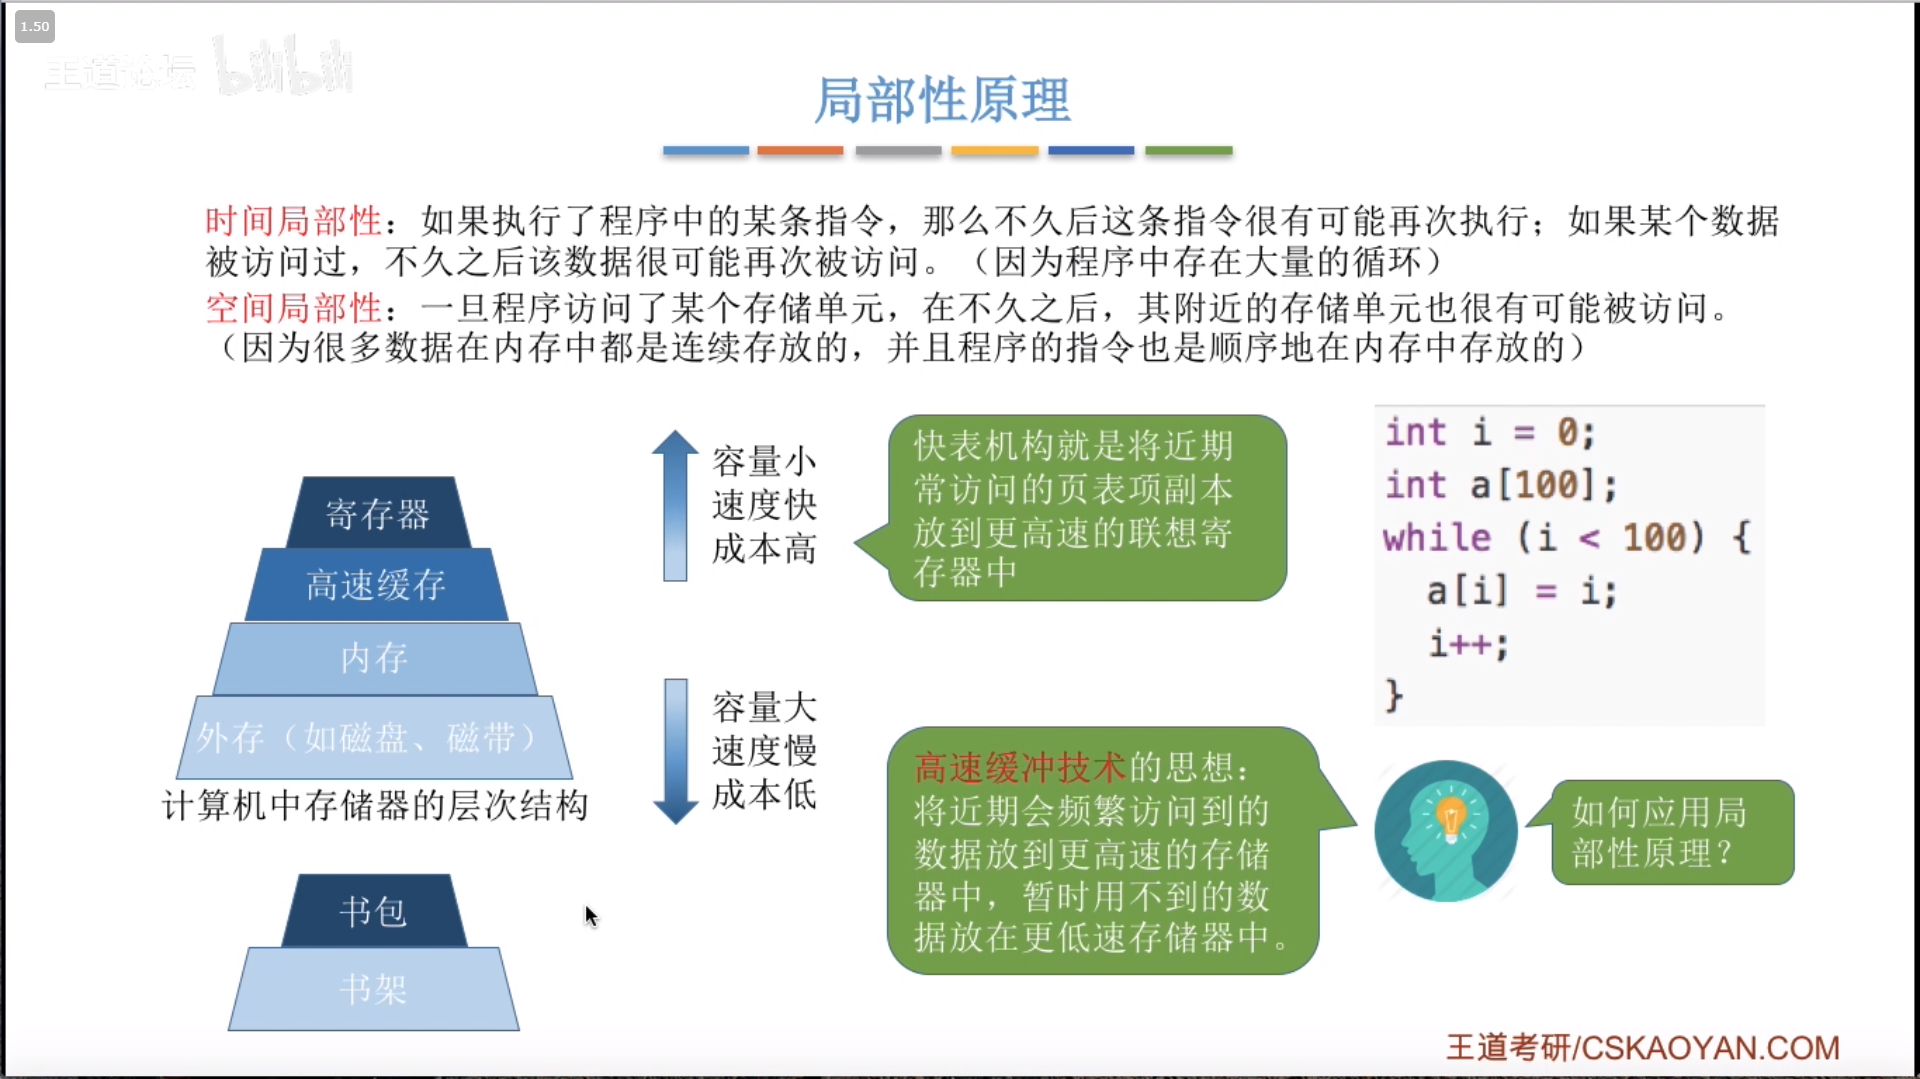 1.50
王道论坛 bilibili
局部性原理
时间局部性：如果执行了程序中的某条指令，那么不久后这条指令很有可能再次执行；如果某个数据
被访问过，不久之后该数据很可能再次被访问。（因为程序中存在大量的循环）
空间局部性：一旦程序访问了某个存储单元，在不久之后，其附近的存储单元也很有可能被访问。
（因为很多数据在内存中都是连续存放的，并且程序的指令也是顺序地在内存中存放的）
寄存器
高速缓存
内存
外存（如磁盘、磁带）
计算机中存储器的层次结构
书包
书架
容量小
速度快
成本高
容量大
速度慢
成本低
快表机构就是将近期
常访问的页表项副本
放到更高速的联想寄
存器中
高速缓冲技术的思想：
将近期会频繁访问到的
数据放到更高速的存储
器中，暂时用不到的数
据放在更低速存储器中。
int i = 0;
int a[100];
while (i < 100) {
a[i] = i;
i++;
}
如何应用局
部性原理？
王道考研/CSKAOYAN.COM